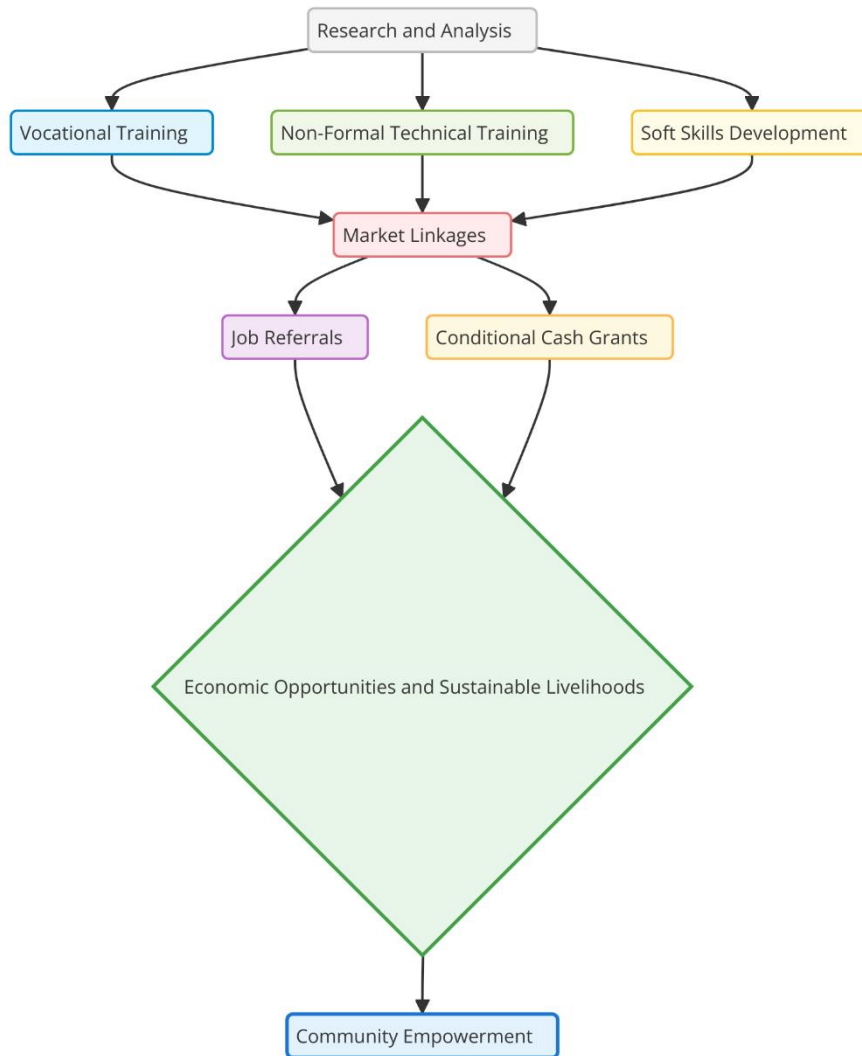 Research and Analysis
Vocational Training
Non-Formal Technical Training
Soft Skills Development
Market Linkages
Job Referrals
Conditional Cash Grants
Economic Opportunities and Sustainable Livelihoods
Community Empowerment